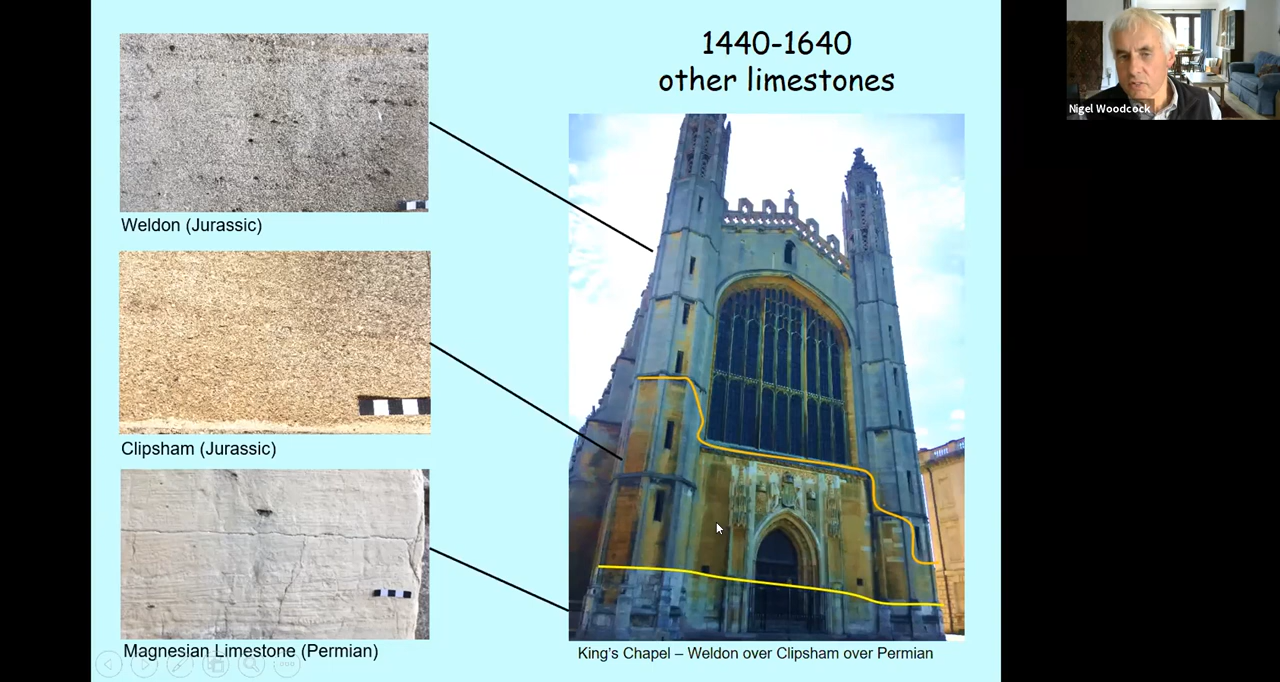 1440-1640
other limestones
Weldon (Jurassic)
Clipsham (Jurassic)
Magnesian Limestone (Permian)
King's Chapel – Weldon over Clipsham over Permian
Nigel Woodcock